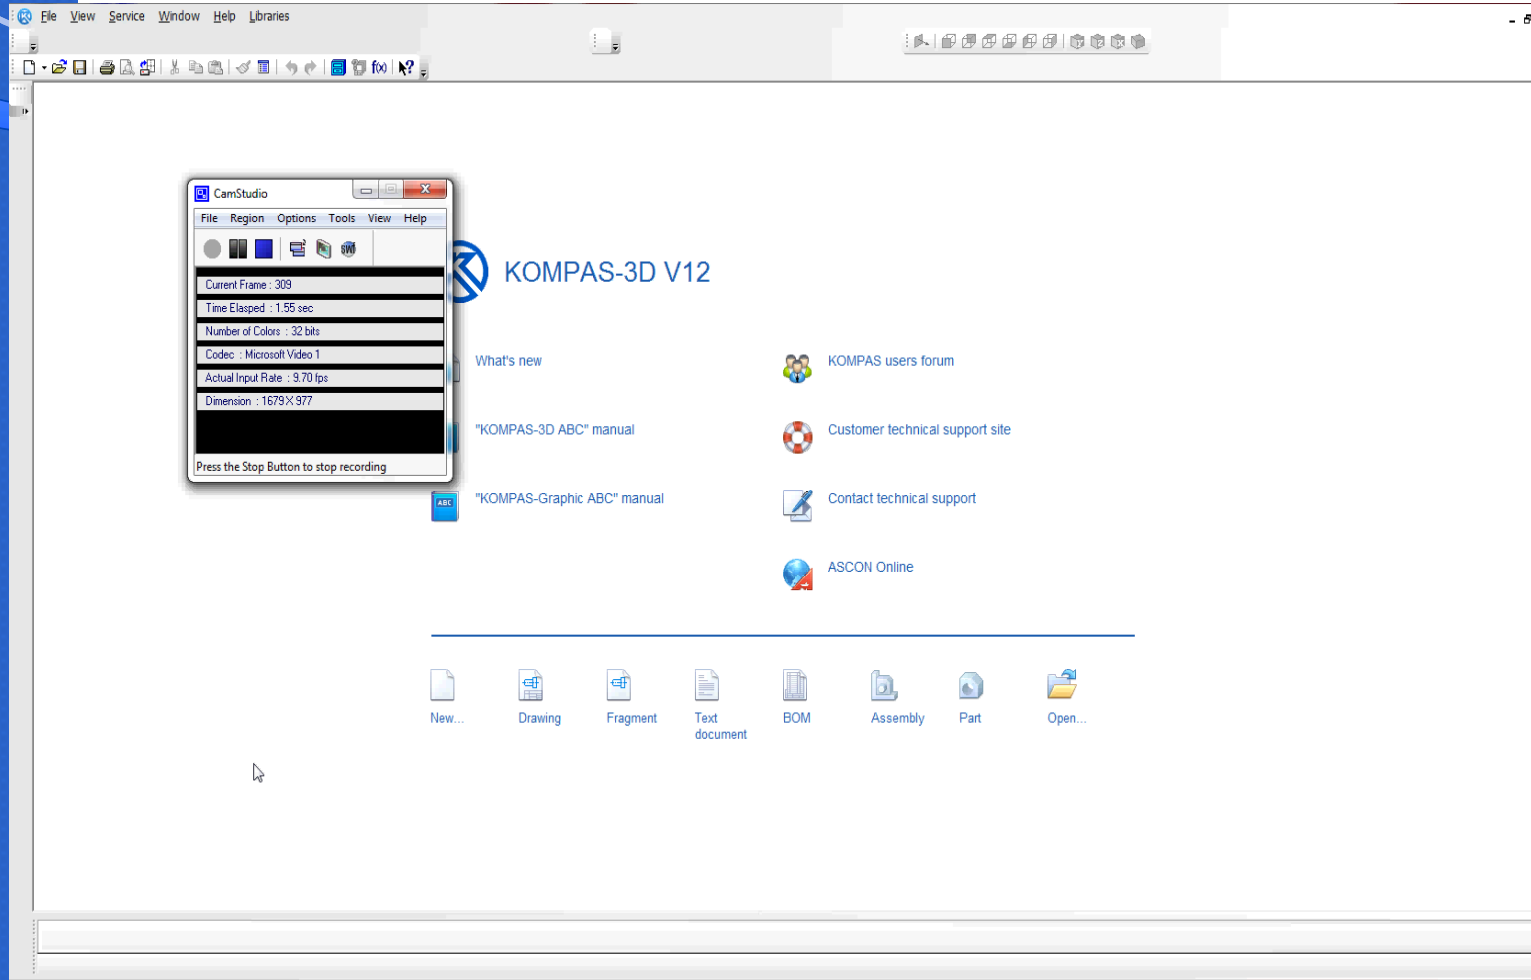 File View Service Window Help Libraries
f(x)
CamStudio
File Region Options Tools View Help
SWF
Current Frame : 309
Time Elasped : 1.55 sec
Number of Colors : 32 bits
Codec : Microsoft Video 1
Actual Input Rate : 9.70 fps
Dimension : 1679 X 977
Press the Stop Button to stop recording
KOMPAS-3D V12
What's new
KOMPAS users forum
"KOMPAS-3D ABC" manual
Customer technical support site
ABC
"KOMPAS-Graphic ABC" manual
Contact technical support
ASCON Online
New...
Drawing
Fragment
Text
document
BOM
Assembly
Part
Open...